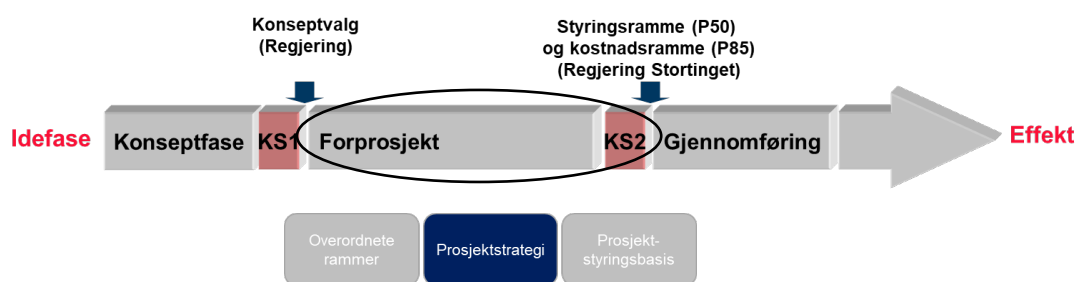 Konseptvalg
(Regjering)
Styringsramme (P50)
og kostnadsramme (P85)
(Regjering Stortinget)
Idefase
Konseptfase
KS1
Forprosjekt
KS2
Gjennomføring
Effekt
Overordnete
rammer
Prosjektstrategi
Prosjekt-
styringsbasis